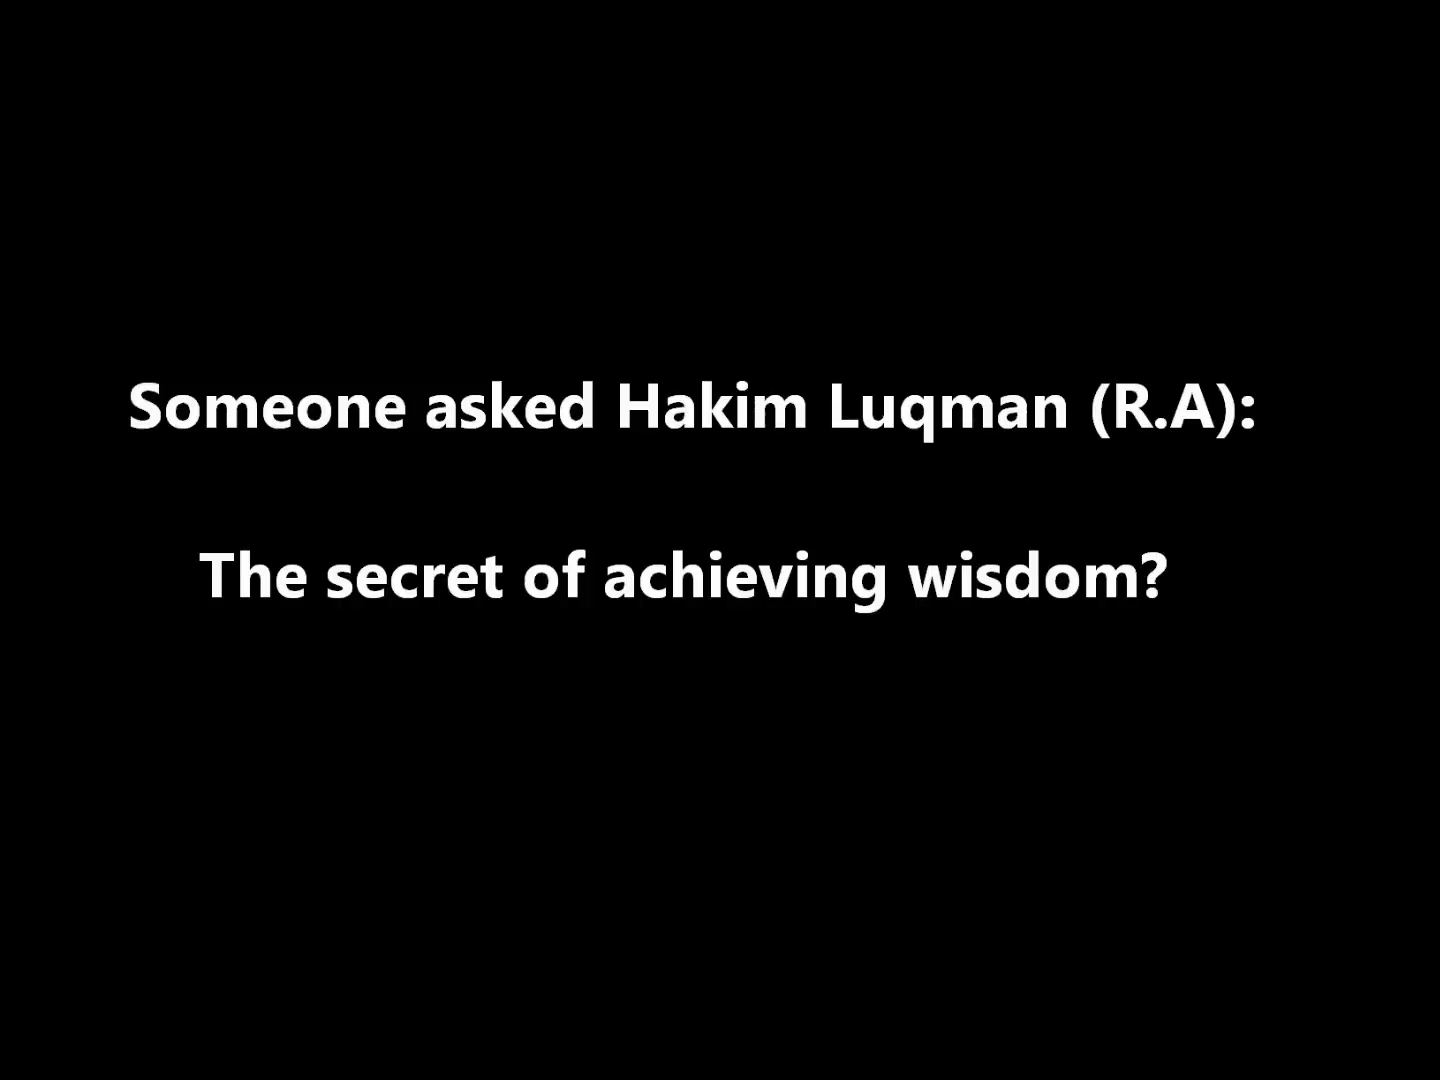 Someone asked Hakim Luqman (R.A):
The secret of achieving wisdom?